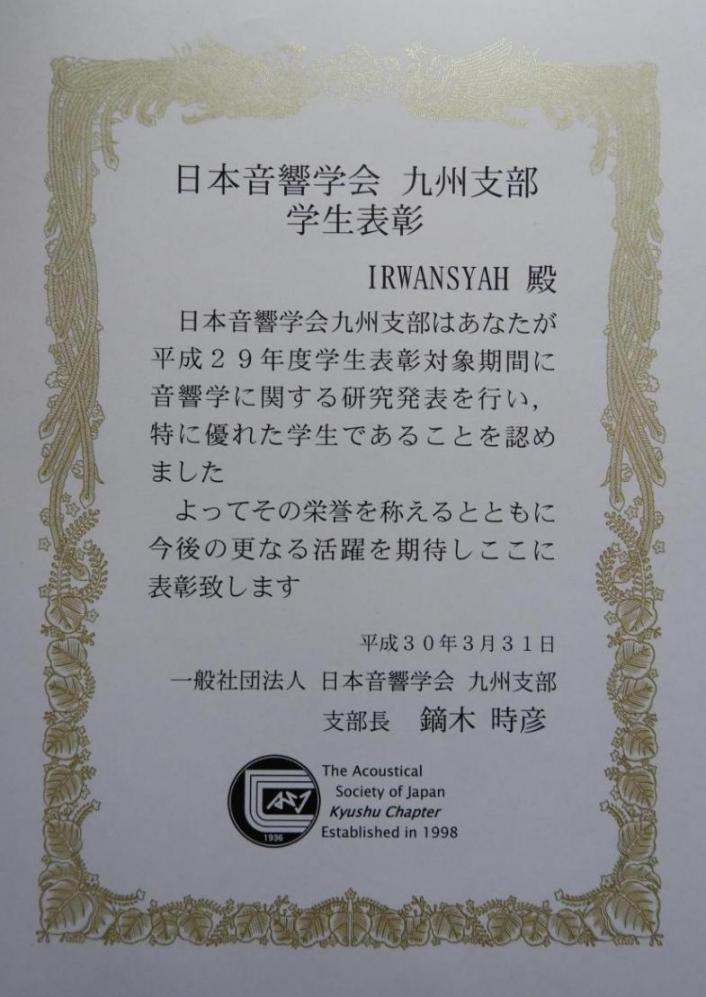 日本音響学会 九州支部
学生表彰
IRWANSYAH 殿
日本音響学会九州支部はあなたが
平成２９年度学生表彰対象期間に
音響学に関する研究発表を行い,
特に優れた学生であることを認め
ました
よってその栄誉を称えるとともに
今後の更なる活躍を期待しここに
表彰致します
平成３０年３月３１日
一般社団法人 日本音響学会 九州支部
支部長 鏑木 時彦
The Acoustical
Society of Japan
Kyushu Chapter
Established in 1998
ASJ
1936